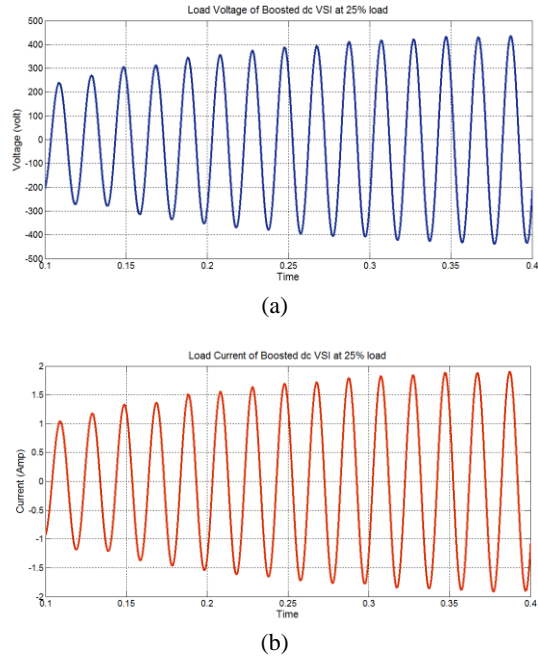 Load Voltage of Boosted dc VSI at 25% load
500
400
300
200
100
0
-100
-200
-300
-400
-500
Voltage (volt)
0.1 0.15 0.2 0.25 0.3 0.35 0.4
Time
(a)
Load Current of Boosted dc VSI at 25% load
2
1.5
1
0.5
0
-0.5
-1
-1.5
-2
Current (Amp)
0.1 0.15 0.2 0.25 0.3 0.35 0.4
Time
(b)